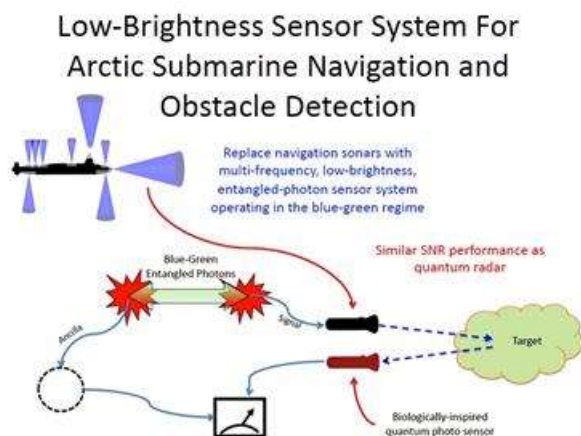 Low-Brightness Sensor System For
Arctic Submarine Navigation and
Obstacle Detection
Replace navigation sonars with
multi-frequency, low-brightness,
entangled-photon sensor system
operating in the blue-green regime
Blue-Green
Entangled Photons
Similar SNR performance as
quantum radar
Ancilla
Signal
Target
Biologically-inspired
quantum photo sensor